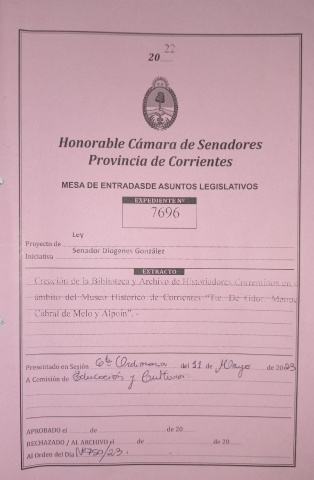 20 22
Honorable Cámara de Senadores
Provincia de Corrientes
MESA DE ENTRADASDE ASUNTOS LEGISLATIVOS
EXPEDIENTE Nº
7696
Ley
Proyecto de
Senador Diogenes González
Iniciativa
EXTRACTO
Creación de la Biblioteca y Archivo de Historiadores Correntinos en
ámbito del Museo Histórico de Corrientes "Tte. De Gdor. Manuel
Cabral de Melo y Alpoin". -
Presentado en Sesión 6ta Ordinaria del 11 de Mayo de 2023
A Comisión de Educación y Cultura
APROBADO el de de 20
RECHAZADO / AL ARCHIVO el de de 20
Al Orden del Día Nº 750/23.